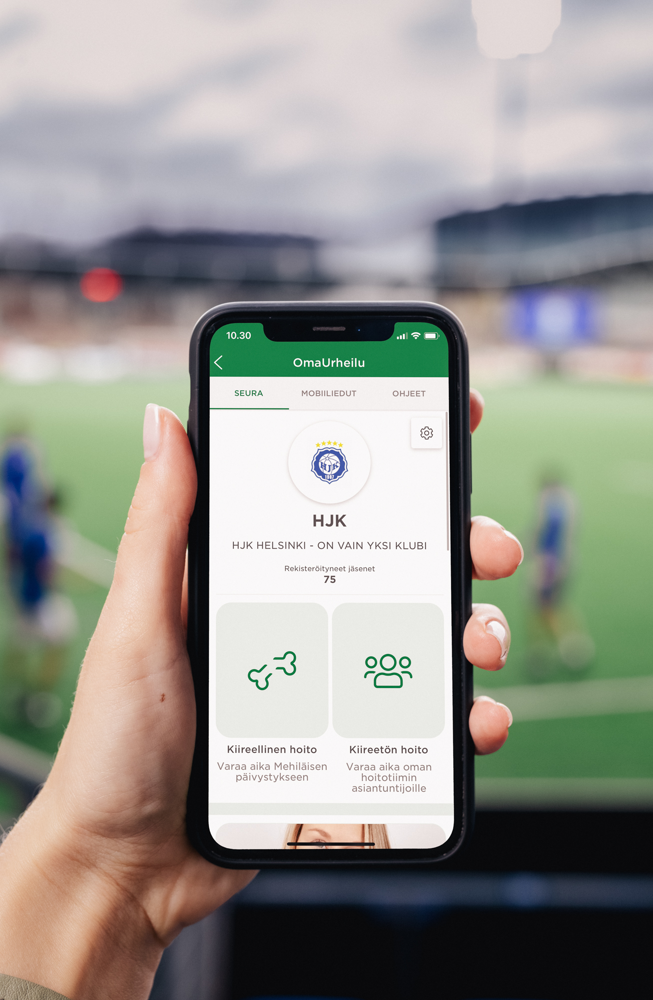 10.30
OmaUrheilu
SEURA MOBIILIEDUT OHJEET
HJK
1907
HJK
HJK HELSINKI - ON VAIN YKSI KLUBI
Rekisteröityneet jäsenet
75
Kiireellinen hoito
Varaa aika Mehiläisen
päivystykseen
Kiireetön hoito
Varaa aika oman
hoitotiimin
asiantuntijoille